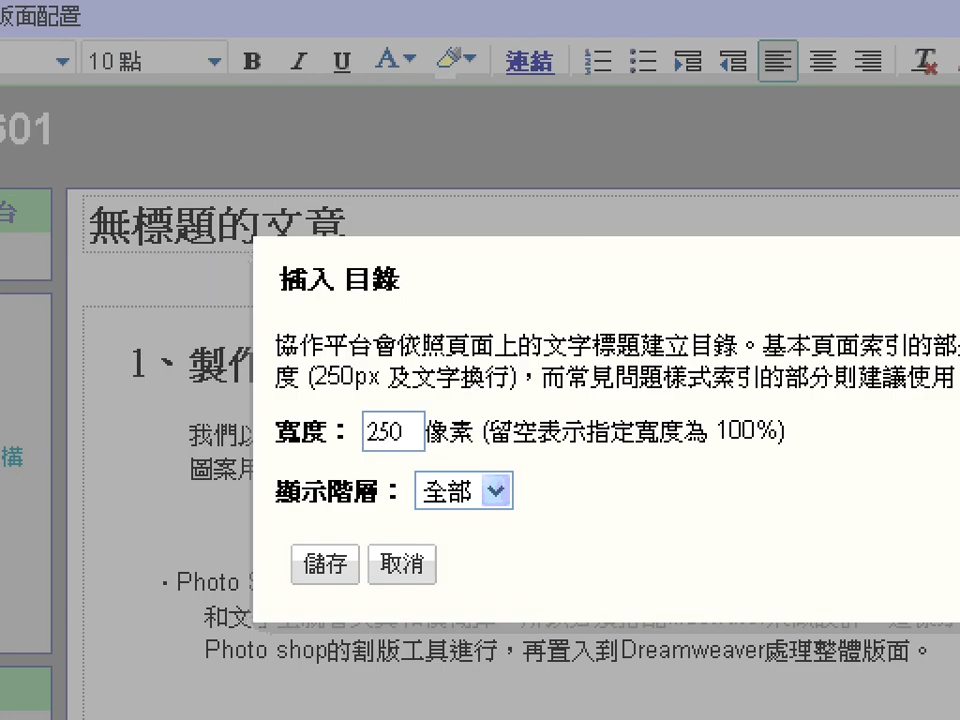 版面配置
10 點 B I U A 連結
601
台
無標題的文章
插入 目錄
協作平台會依照頁面上的文字標題建立目錄。基本頁面索引的部
度 (250px 及文字換行)，而常見問題樣式索引的部分則建議使用
1、製作
我們以
寬度： 250 像素 (留空表示指定寬度為 100%)
構
圖案用
顯示階層： 全部
儲存 取消
· Photo
和文字
Photo shop的割版工具進行，再置入到Dreamweaver處理整體版面。